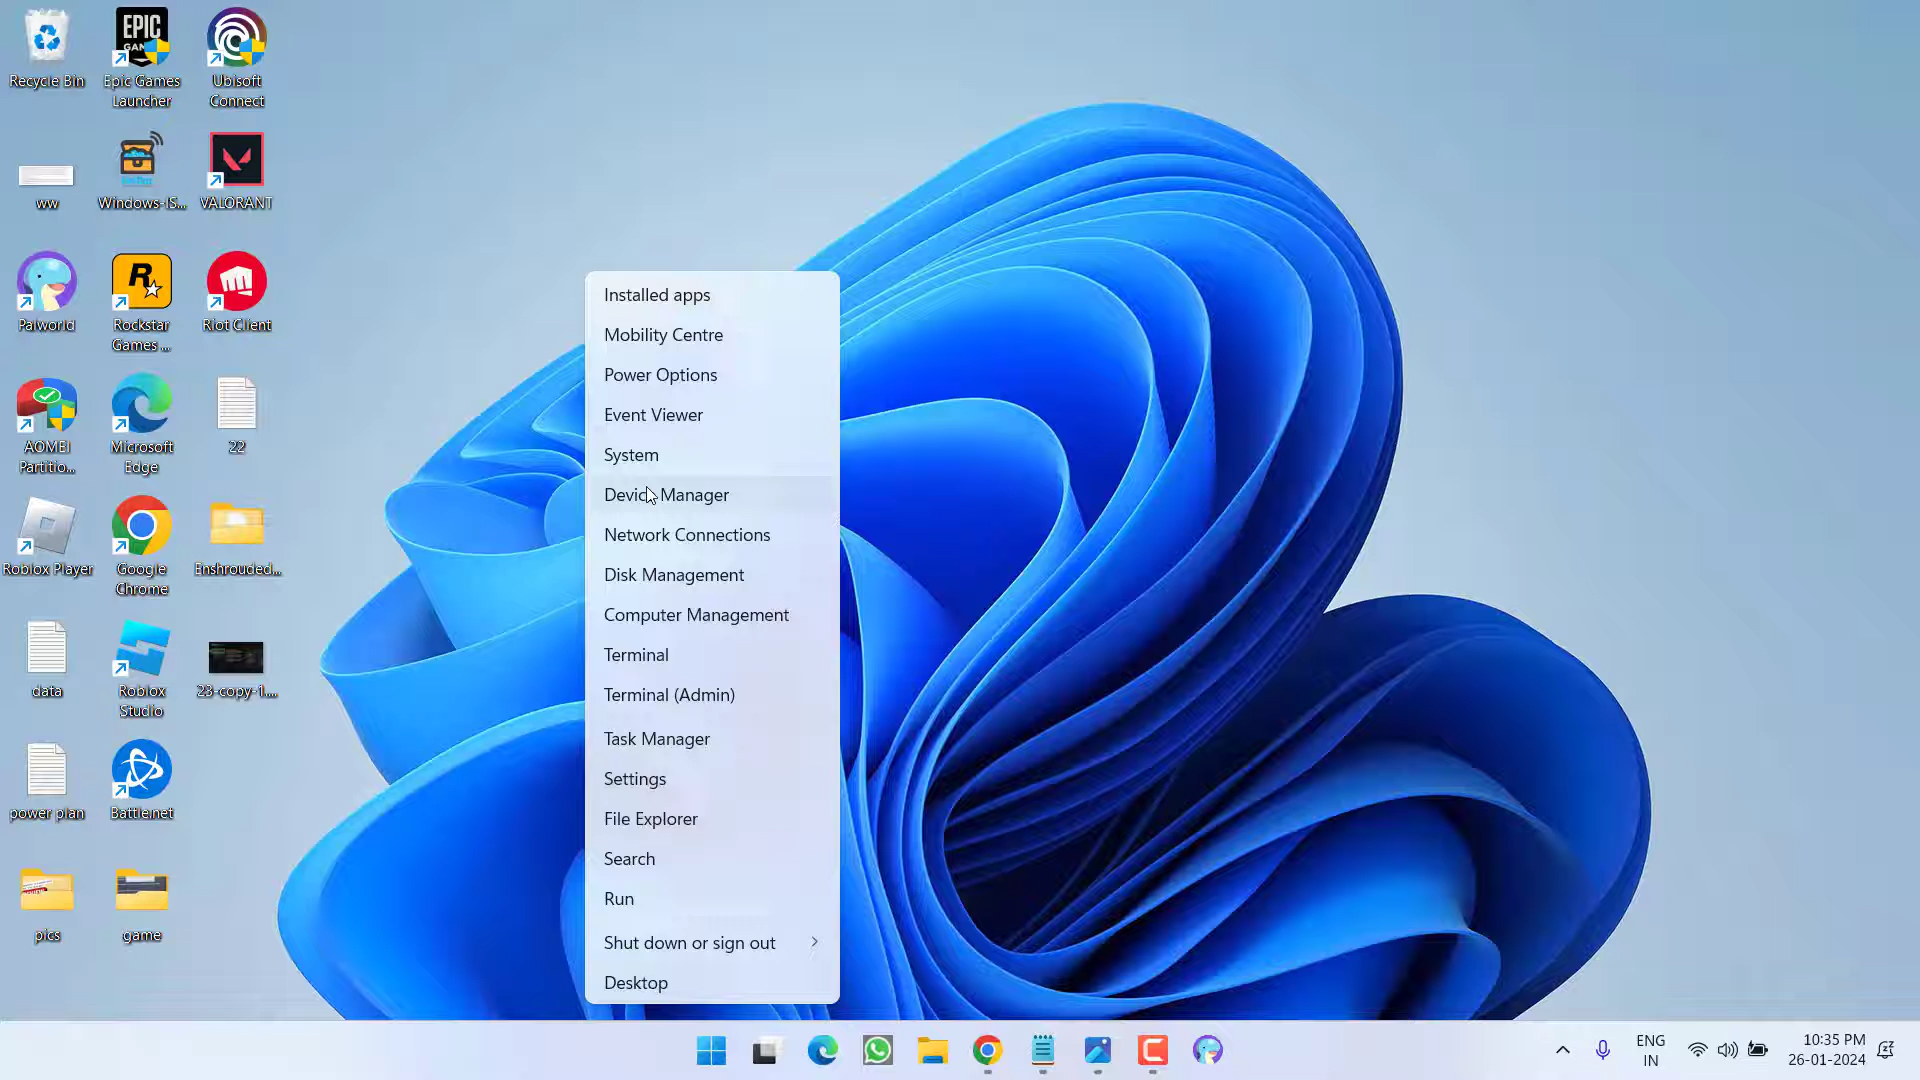 Recycle Bin
Epic Games
Launcher
Ubisoft
Connect
EPIC
ww
Windows-IS...
VALORANT
Palworld
R
Rockstar
Games ...
Riot Client
AOMEI
Partitio...
Microsoft
Edge
22
Roblox Player
Google
Chrome
Enshrouded...
data
Roblox
Studio
23-copy-1....
power plan
Battle.net
pics
game
Installed apps
Mobility Centre
Power Options
Event Viewer
System
Device Manager
Network Connections
Disk Management
Computer Management
Terminal
Terminal (Admin)
Task Manager
Settings
File Explorer
Search
Run
Shut down or sign out
Desktop
ENG
IN
10:35 PM
26-01-2024